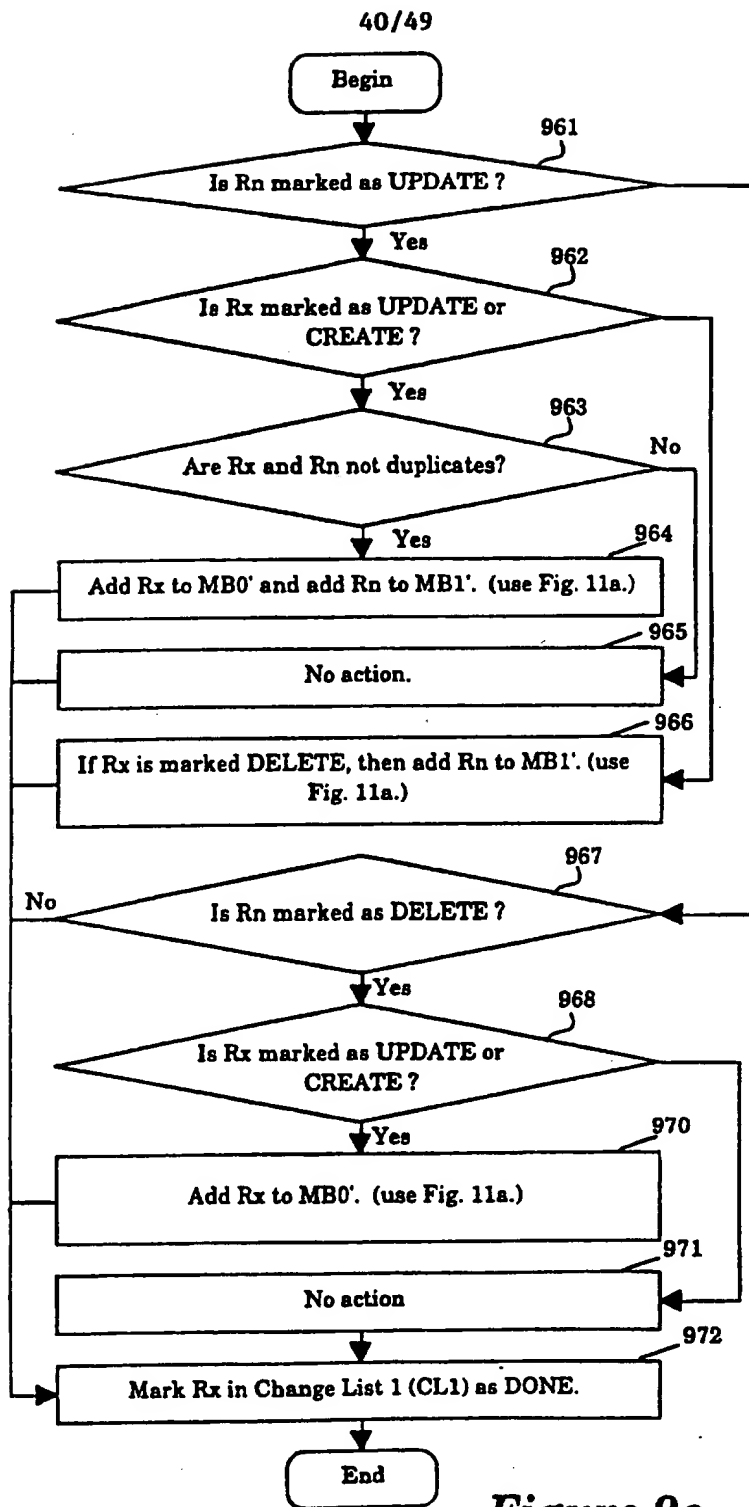 40/49
Begin
961
Is Rn marked as UPDATE ?
Yes
962
Is Rx marked as UPDATE or
CREATE ?
Yes
963
No
Are Rx and Rn not duplicates?
Yes
964
Add Rx to MB0'. and add Rn to MB1'. (use Fig. 11a.)
965
No action.
966
If Rx is marked DELETE, then add Rn to MB1'. (use
Fig. 11a.)
967
No
Is Rn marked as DELETE ?
Yes
968
Is Rx marked as UPDATE or
CREATE ?
Yes
970
Add Rx to MB0'. (use Fig. 11a.)
971
No action
972
Mark Rx in Change List 1 (CL1) as DONE.
End